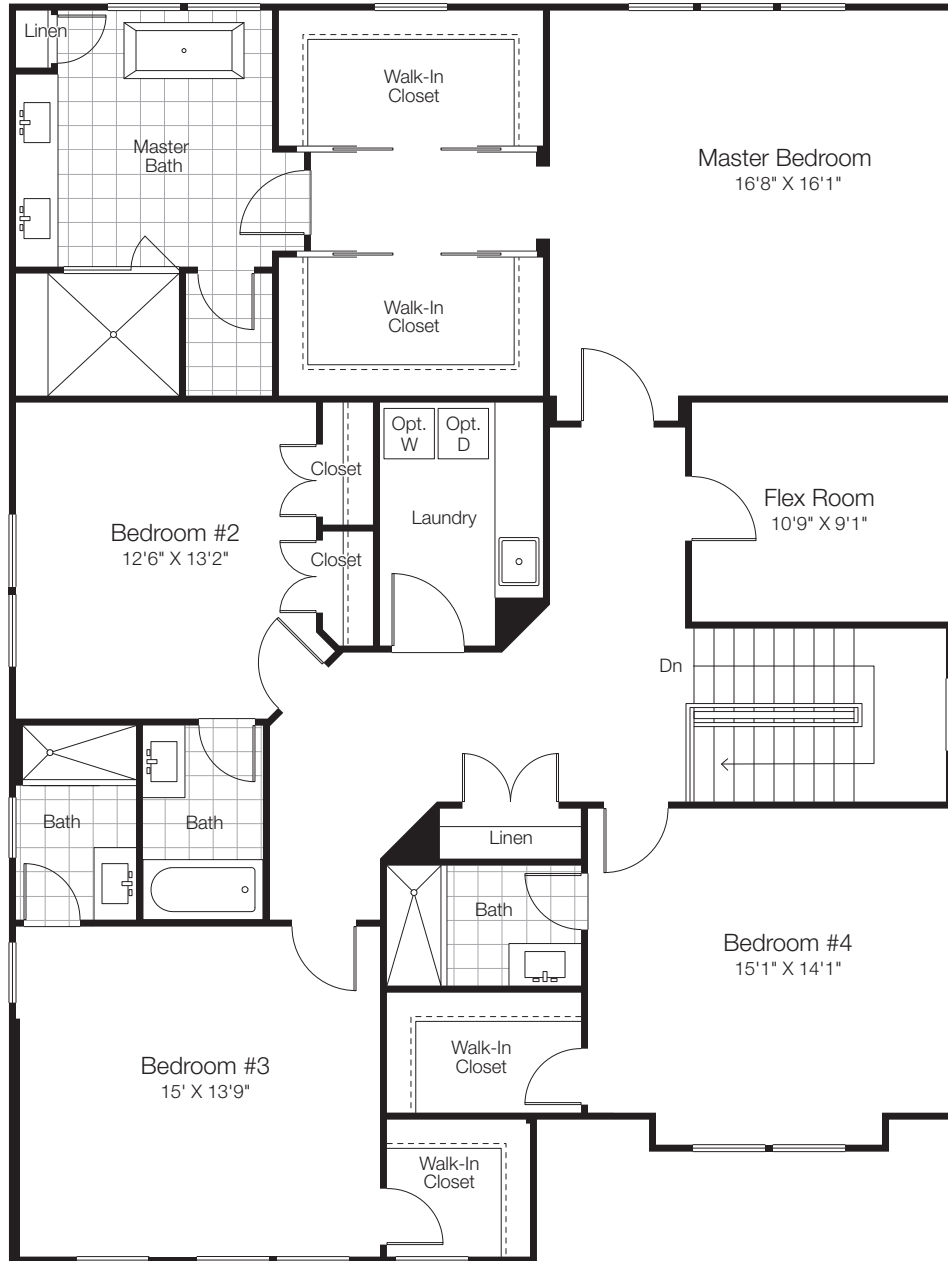 Linen
Walk-In
Closet
Master
Bath
Master Bedroom
16'8" X 16'1"
Walk-In
Closet
Opt.
W
Opt.
D
Closet
Laundry
Flex Room
10'9" X 9'1"
Bedroom #2
12'6" X 13'2"
Closet
Dn
Bath
Bath
Linen
Bath
Bedroom #4
15'1" X 14'1"
Walk-In
Closet
Bedroom #3
15' X 13'9"
Walk-In
Closet